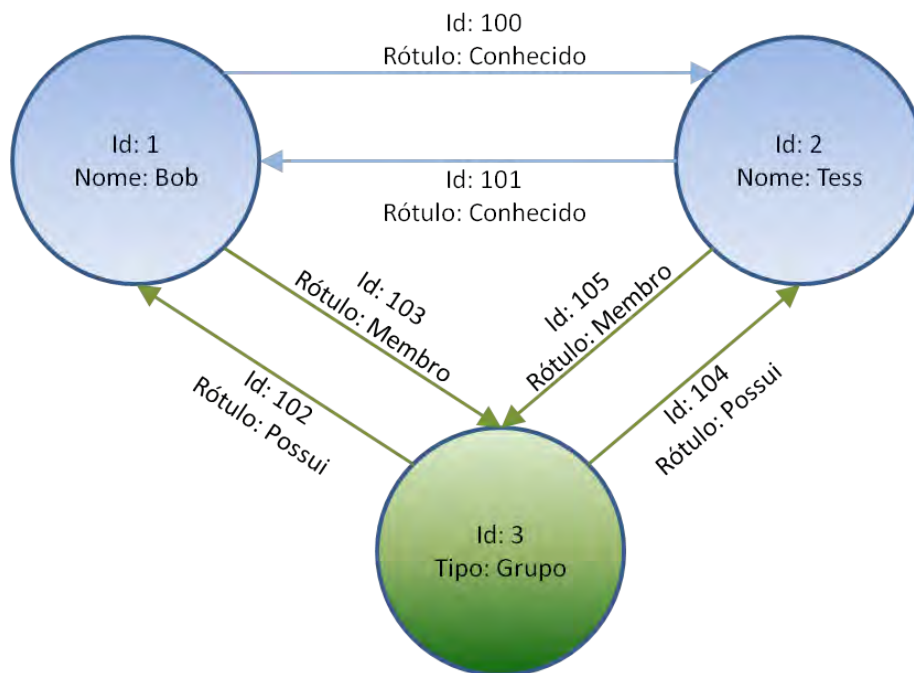 Id: 100
Rótulo: Conhecido
Id: 1
Nome: Bob
Id: 2
Nome: Tess
Id: 101
Rótulo: Conhecido
Id: 103
Rótulo: Membro
Id: 105
Rótulo: Membro
Id: 102
Rótulo: Possui
Id: 104
Rótulo: Possui
Id: 3
Tipo: Grupo